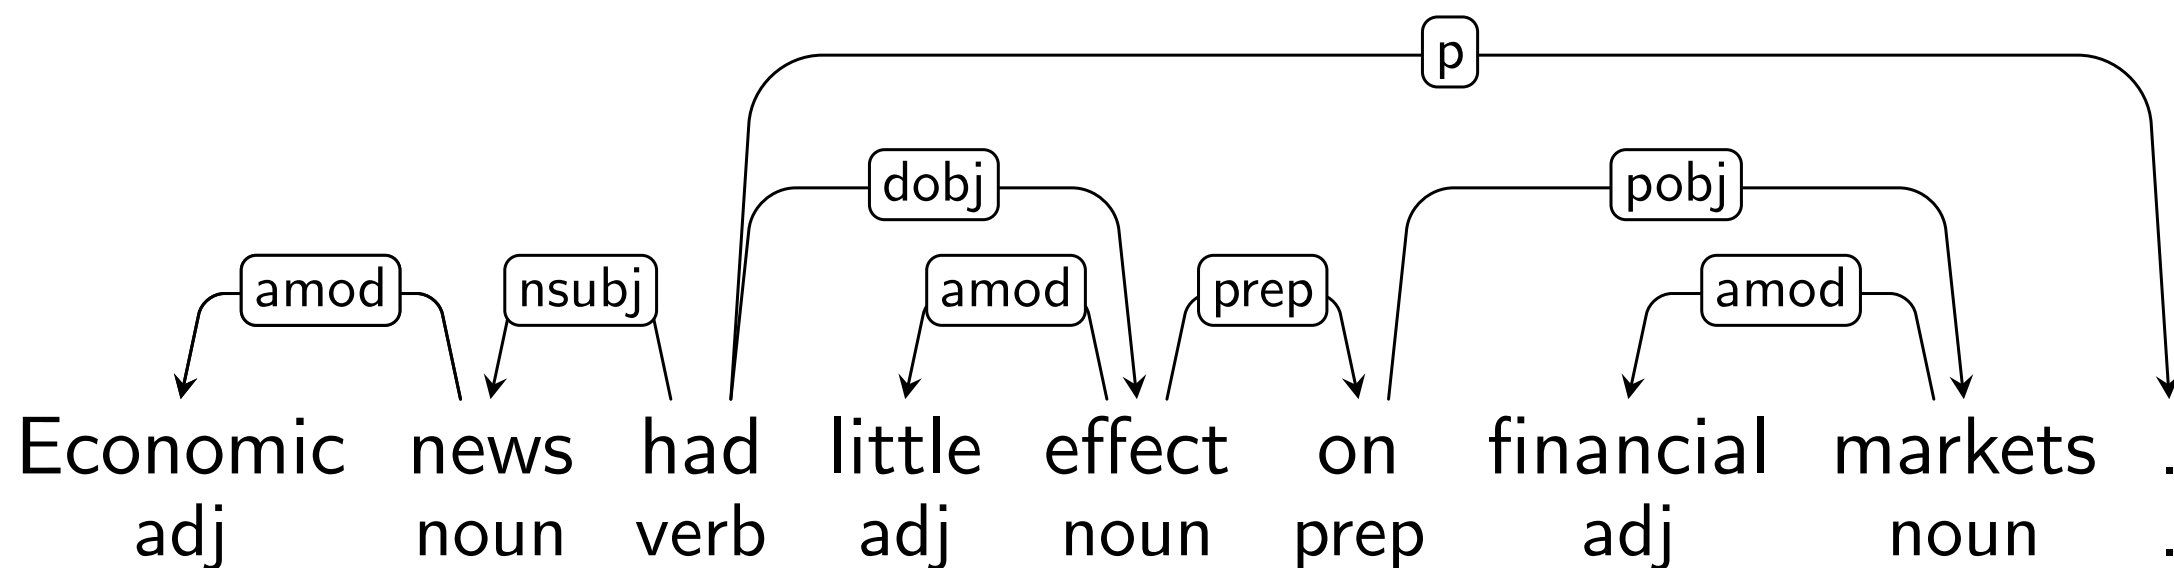 p
dobj pobj
amod nsubj amod prep amod
Economic news had little effect on financial markets .
adj noun verb adj noun prep adj noun .